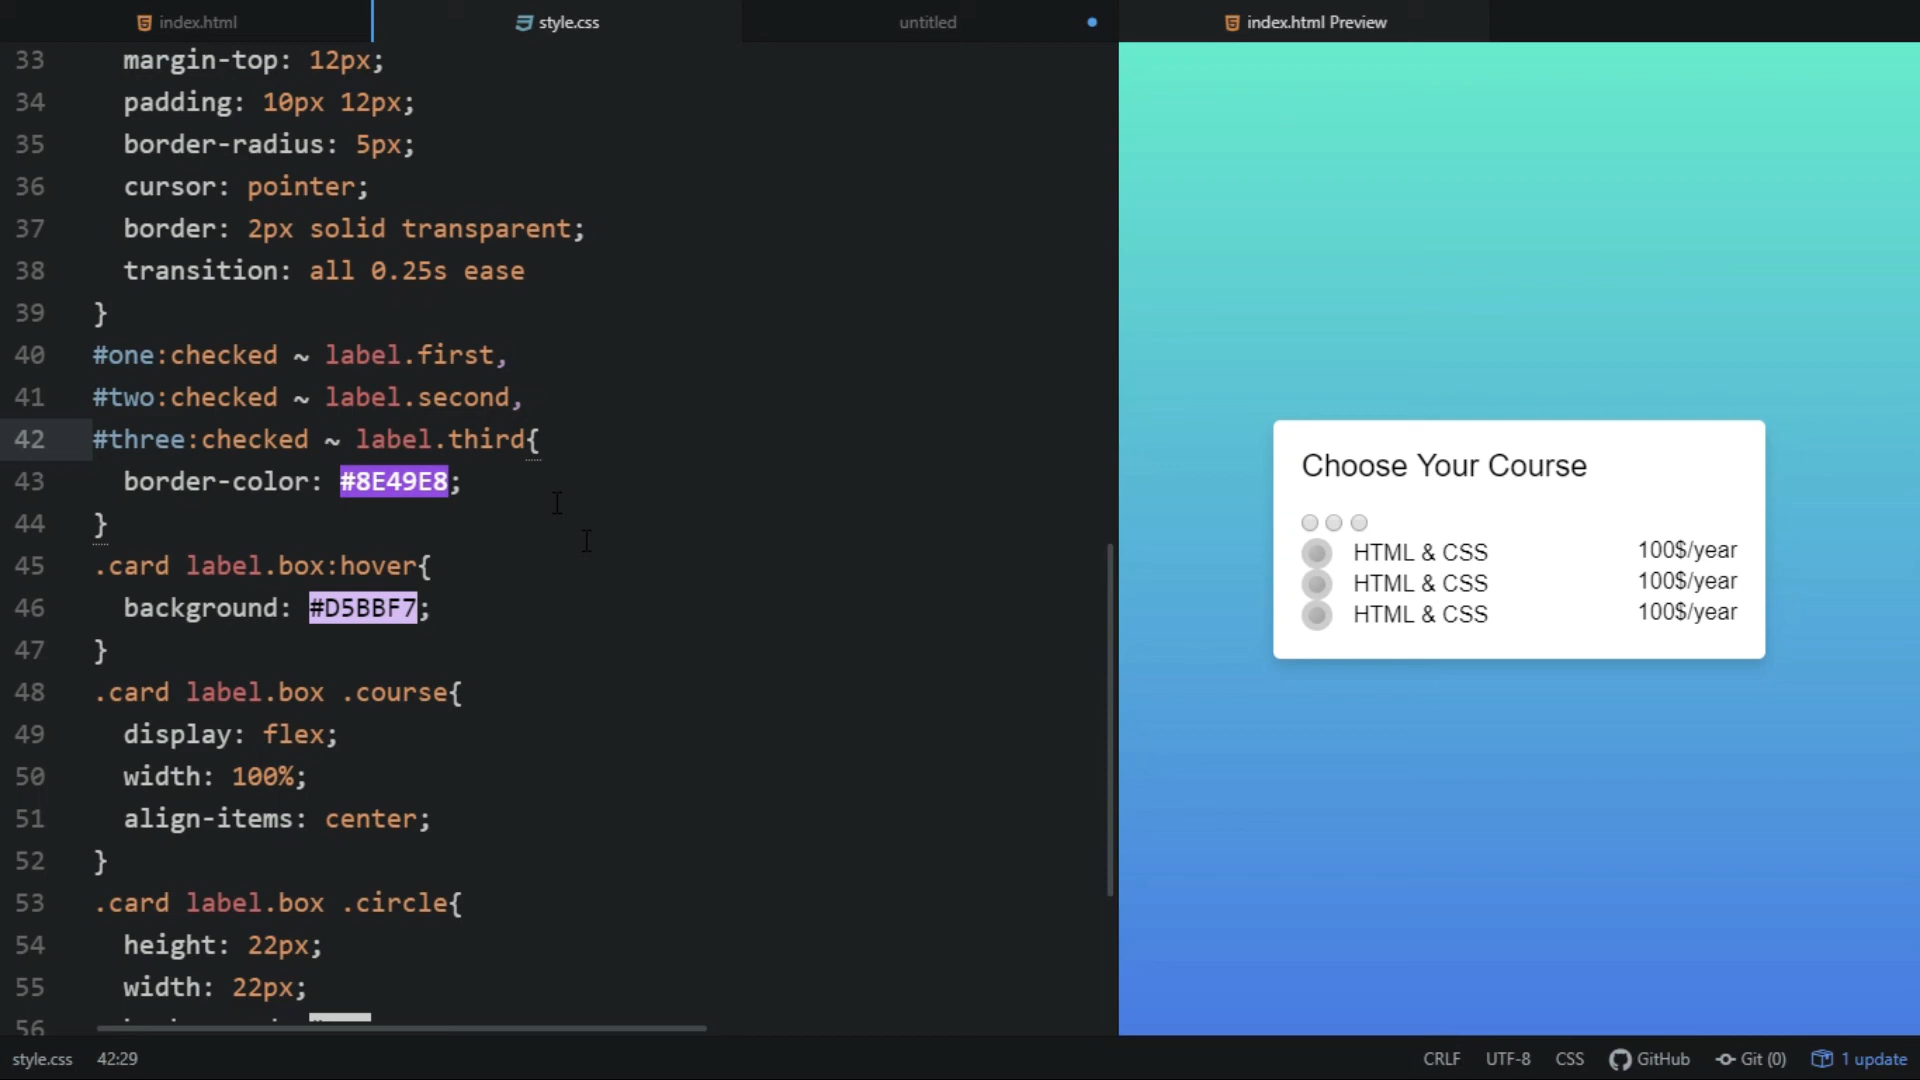 index.html
style.css
untitled
index.html Preview
33 margin-top: 12px;
34 padding: 10px 12px;
35 border-radius: 5px;
36 cursor: pointer;
37 border: 2px solid transparent;
38 transition: all 0.25s ease
39 }
40 #one:checked ~ label.first,
41 #two:checked ~ label.second,
42 #three:checked ~ label.third{
43 border-color: #8E49E8;
44 }
45 .card label.box:hover{
46 background: #D5BBF7;
47 }
48 .card label.box .course{
49 display: flex;
50 width: 100%;
51 align-items: center;
52 }
53 .card label.box .circle{
54 height: 22px;
55 width: 22px;
56
Choose Your Course
HTML & CSS 100$/year
HTML & CSS 100$/year
HTML & CSS 100$/year
style.css 42:29 CRLF UTF-8 CSS GitHub Git (0) 1 update